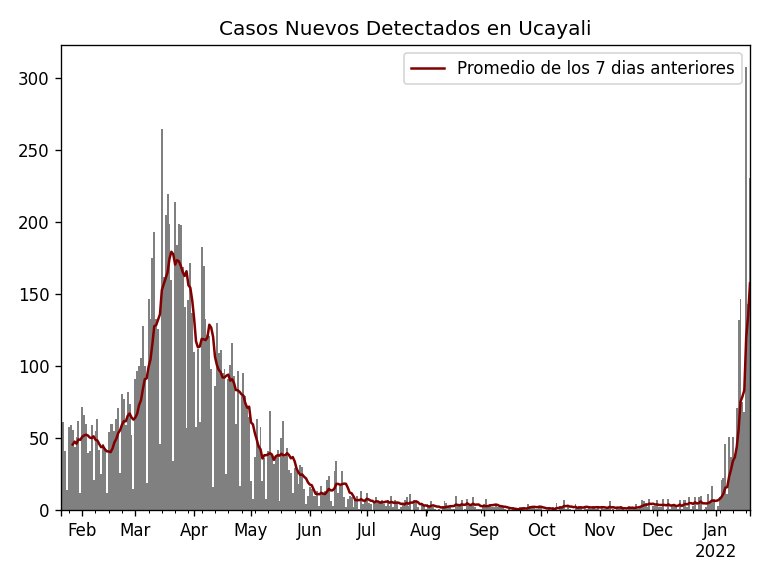 Casos Nuevos Detectados en Ucayali
Promedio de los 7 dias anteriores
300
250
200
150
100
50
0
Feb Mar Apr May Jun Jul Aug Sep Oct Nov Dec Jan
2022